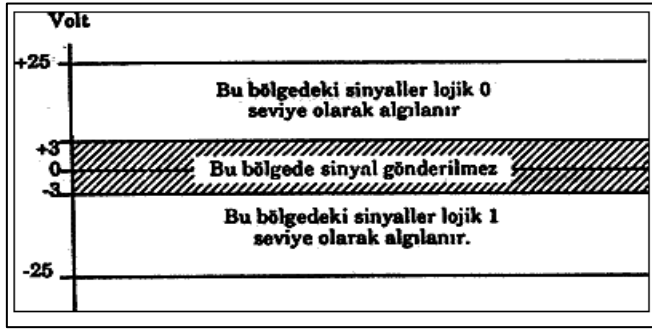 Volt
+25
Bu bölgedeki sinyaller lojik 0
seviye olarak algılanır
+3
0
Bu bölgede sinyal gönderilmez
-3
Bu bölgedeki sinyaller lojik 1
seviye olarak algılanır.
-25